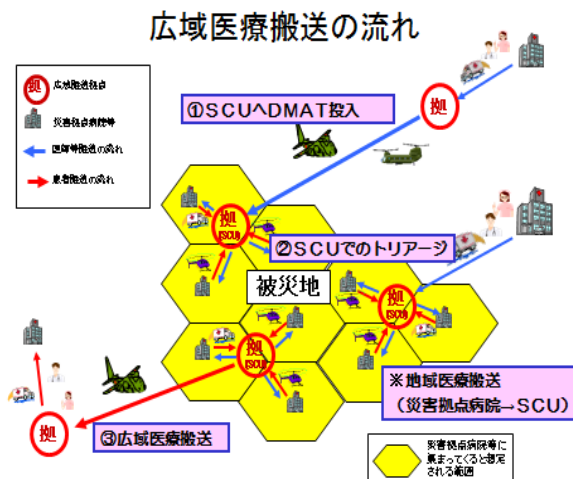 広域医療搬送の流れ
拠
広域搬送拠点
災害拠点病院等
医師等搬送の流れ
患者搬送の流れ
①SCUへDMAT投入
拠
拠
(SCU)
②SCUでのトリアージ
被災地
拠
(SCU)
拠
(SCU)
※地域医療搬送
(災害拠点病院→SCU)
拠
③広域医療搬送
災害拠点病院等に
集まってくると想定
される範囲